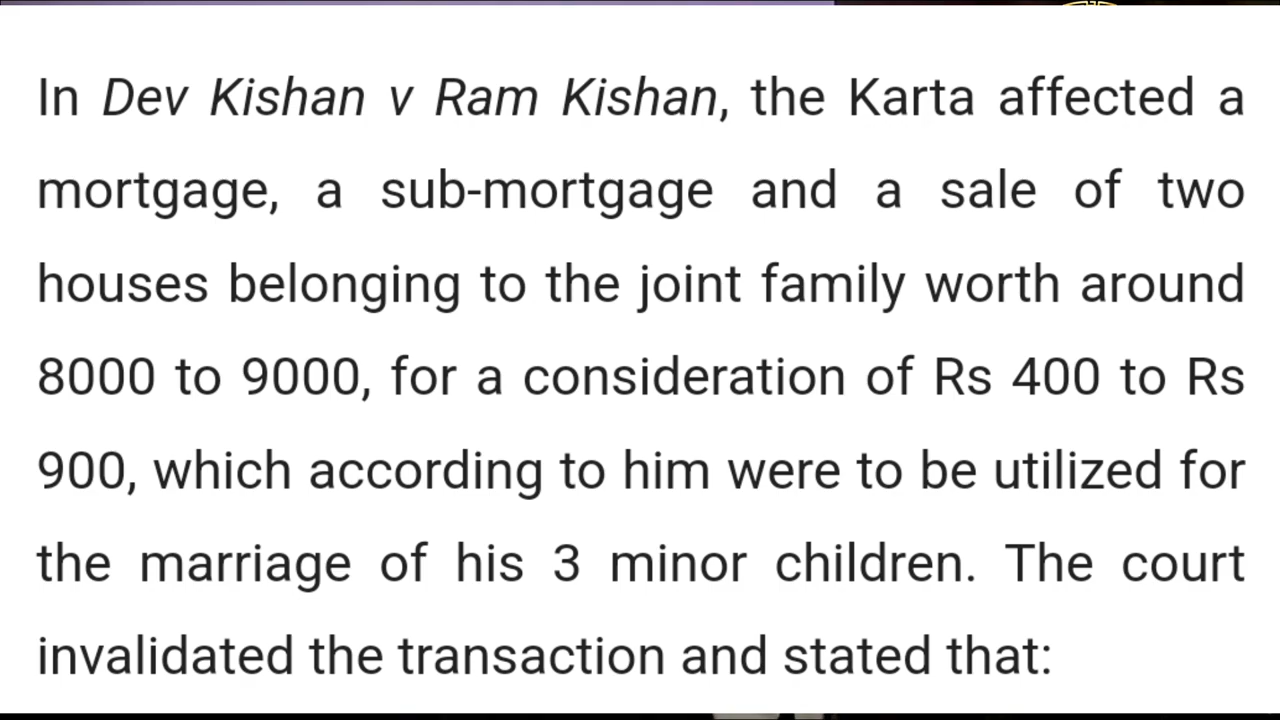 In Dev Kishan v Ram Kishan, the Karta affected a
mortgage, a sub-mortgage and a sale of two
houses belonging to the joint family worth around
8000 to 9000, for a consideration of Rs 400 to Rs
900, which according to him were to be utilized for
the marriage of his 3 minor children. The court
invalidated the transaction and stated that: